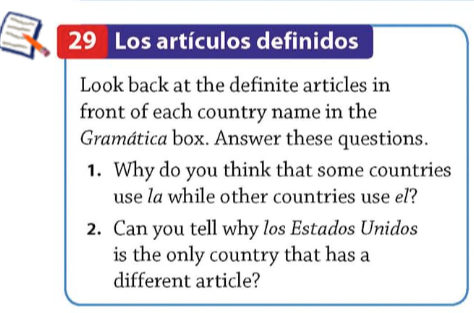 29 Los artículos definidos
Look back at the definite articles in
front of each country name in the
Gramática box. Answer these questions.
1. Why do you think that some countries
use la while other countries use el?
2. Can you tell why los Estados Unidos
is the only country that has a
different article?